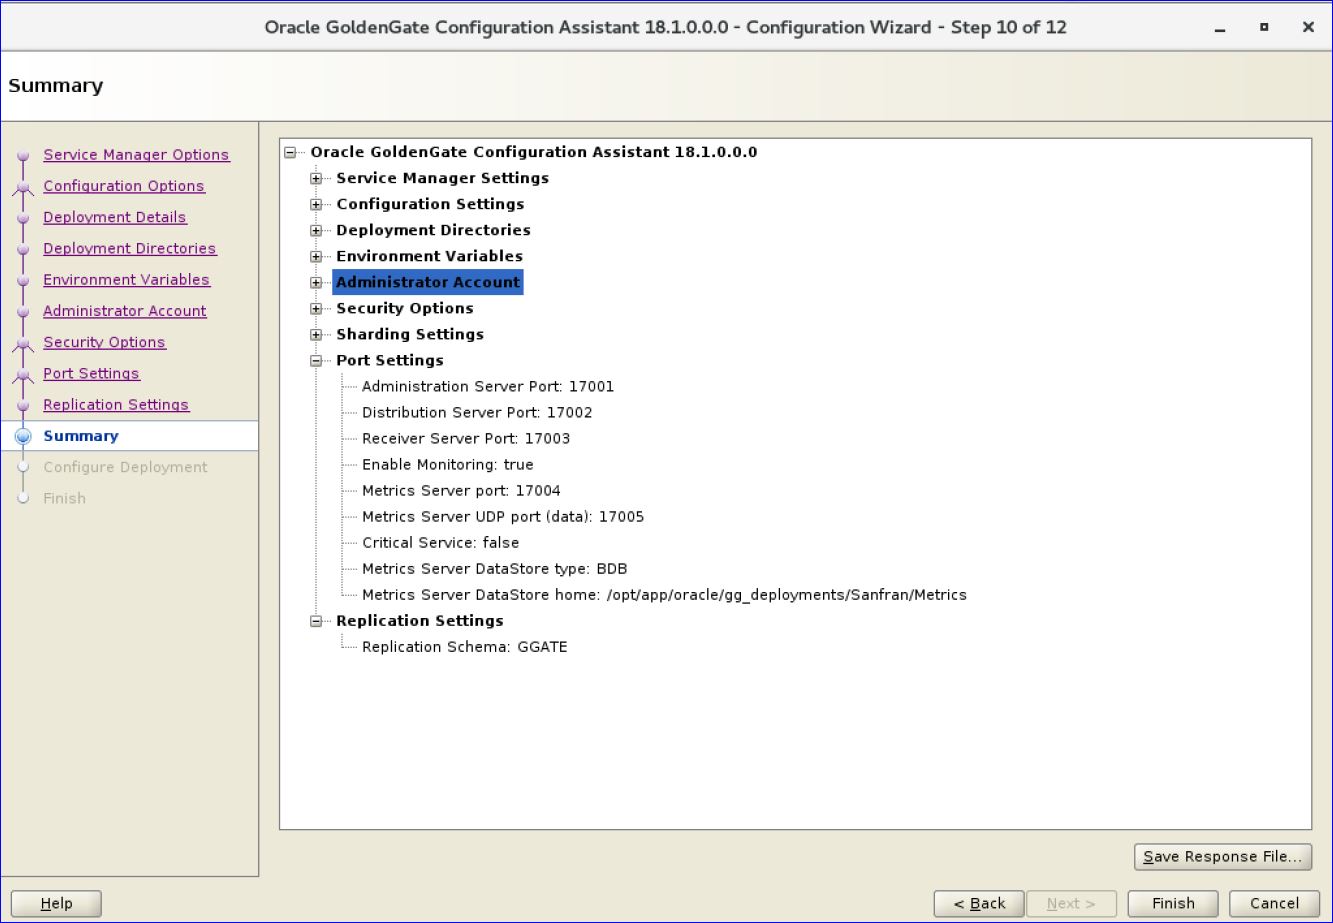 Oracle GoldenGate Configuration Assistant 18.1.0.0.0 - Configuration Wizard - Step 10 of 12
Summary
Service Manager Options
Configuration Options
Deployment Details
Deployment Directories
Environment Variables
Administrator Account
Security Options
Port Settings
Replication Settings
Summary
Configure Deployment
Finish
Oracle GoldenGate Configuration Assistant 18.1.0.0.0
Service Manager Settings
Configuration Settings
Deployment Directories
Environment Variables
Administrator Account
Security Options
Sharding Settings
Port Settings
Administration Server Port: 17001
Distribution Server Port: 17002
Receiver Server Port: 17003
Enable Monitoring: true
Metrics Server port: 17004
Metrics Server UDP port (data): 17005
Critical Service: false
Metrics Server DataStore type: BDB
Metrics Server DataStore home: /opt/app/oracle/gg_deployments/Sanfran/Metrics
Replication Settings
Replication Schema: GGATE
Save Response File...
Help
< Back
Next >
Finish
Cancel